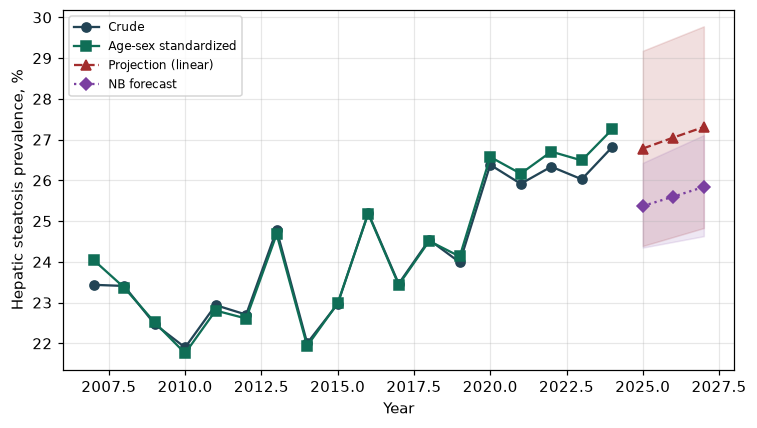 Crude
Age-sex standardized
Projection (linear)
NB forecast
Hepatic steatosis prevalence, %
30
29
28
27
26
25
24
23
22
2007.5 2010.0 2012.5 2015.0 2017.5 2020.0 2022.5 2025.0 2027.5
Year